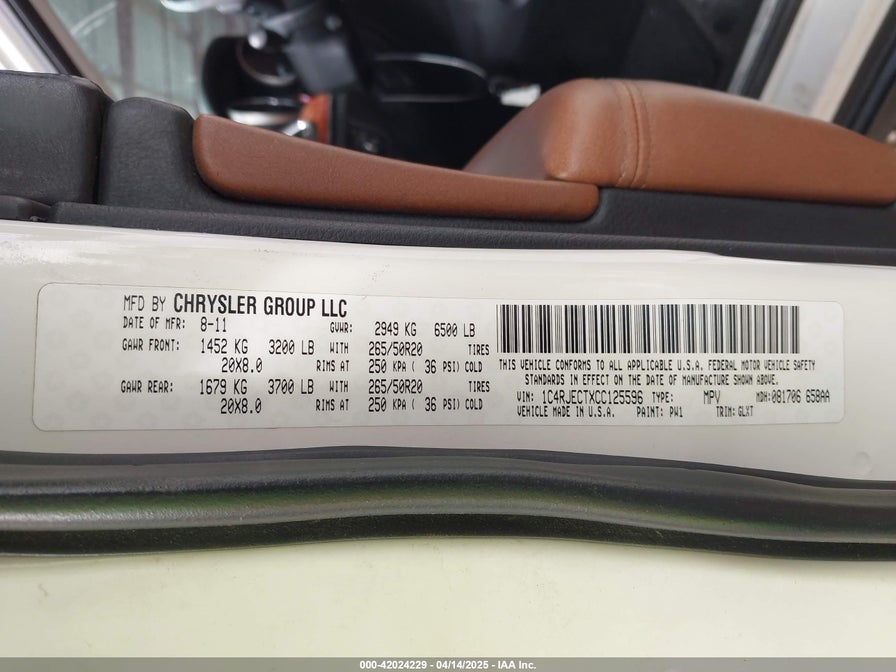 MFD BY CHRYSLER GROUP LLC
DATE OF MFR: 8-11 GVWR: 2949 KG 6500 LB
GAWR FRONT: 1452 KG 3200 LB WITH 265/50R20 TIRES
20X8.0 RIMS AT 250 KPA ( 36 PSI) COLD
GAWR REAR: 1679 KG 3700 LB WITH 265/50R20 TIRES
20X8.0 RIMS AT 250 KPA ( 36 PSI) COLD
THIS VEHICLE CONFORMS TO ALL APPLICABLE U.S.A. FEDERAL MOTOR VEHICLE SAFETY
STANDARDS IN EFFECT ON THE DATE OF MANUFACTURE SHOWN ABOVE.
VIN: 1C4RJECTXCC125596 TYPE: MPV MDH: 081706 658AA
VEHICLE MADE IN U.S.A. PAINT: PW1 TRIM: GLXT
000-42024229 - 04/14/2025 - IAA Inc.